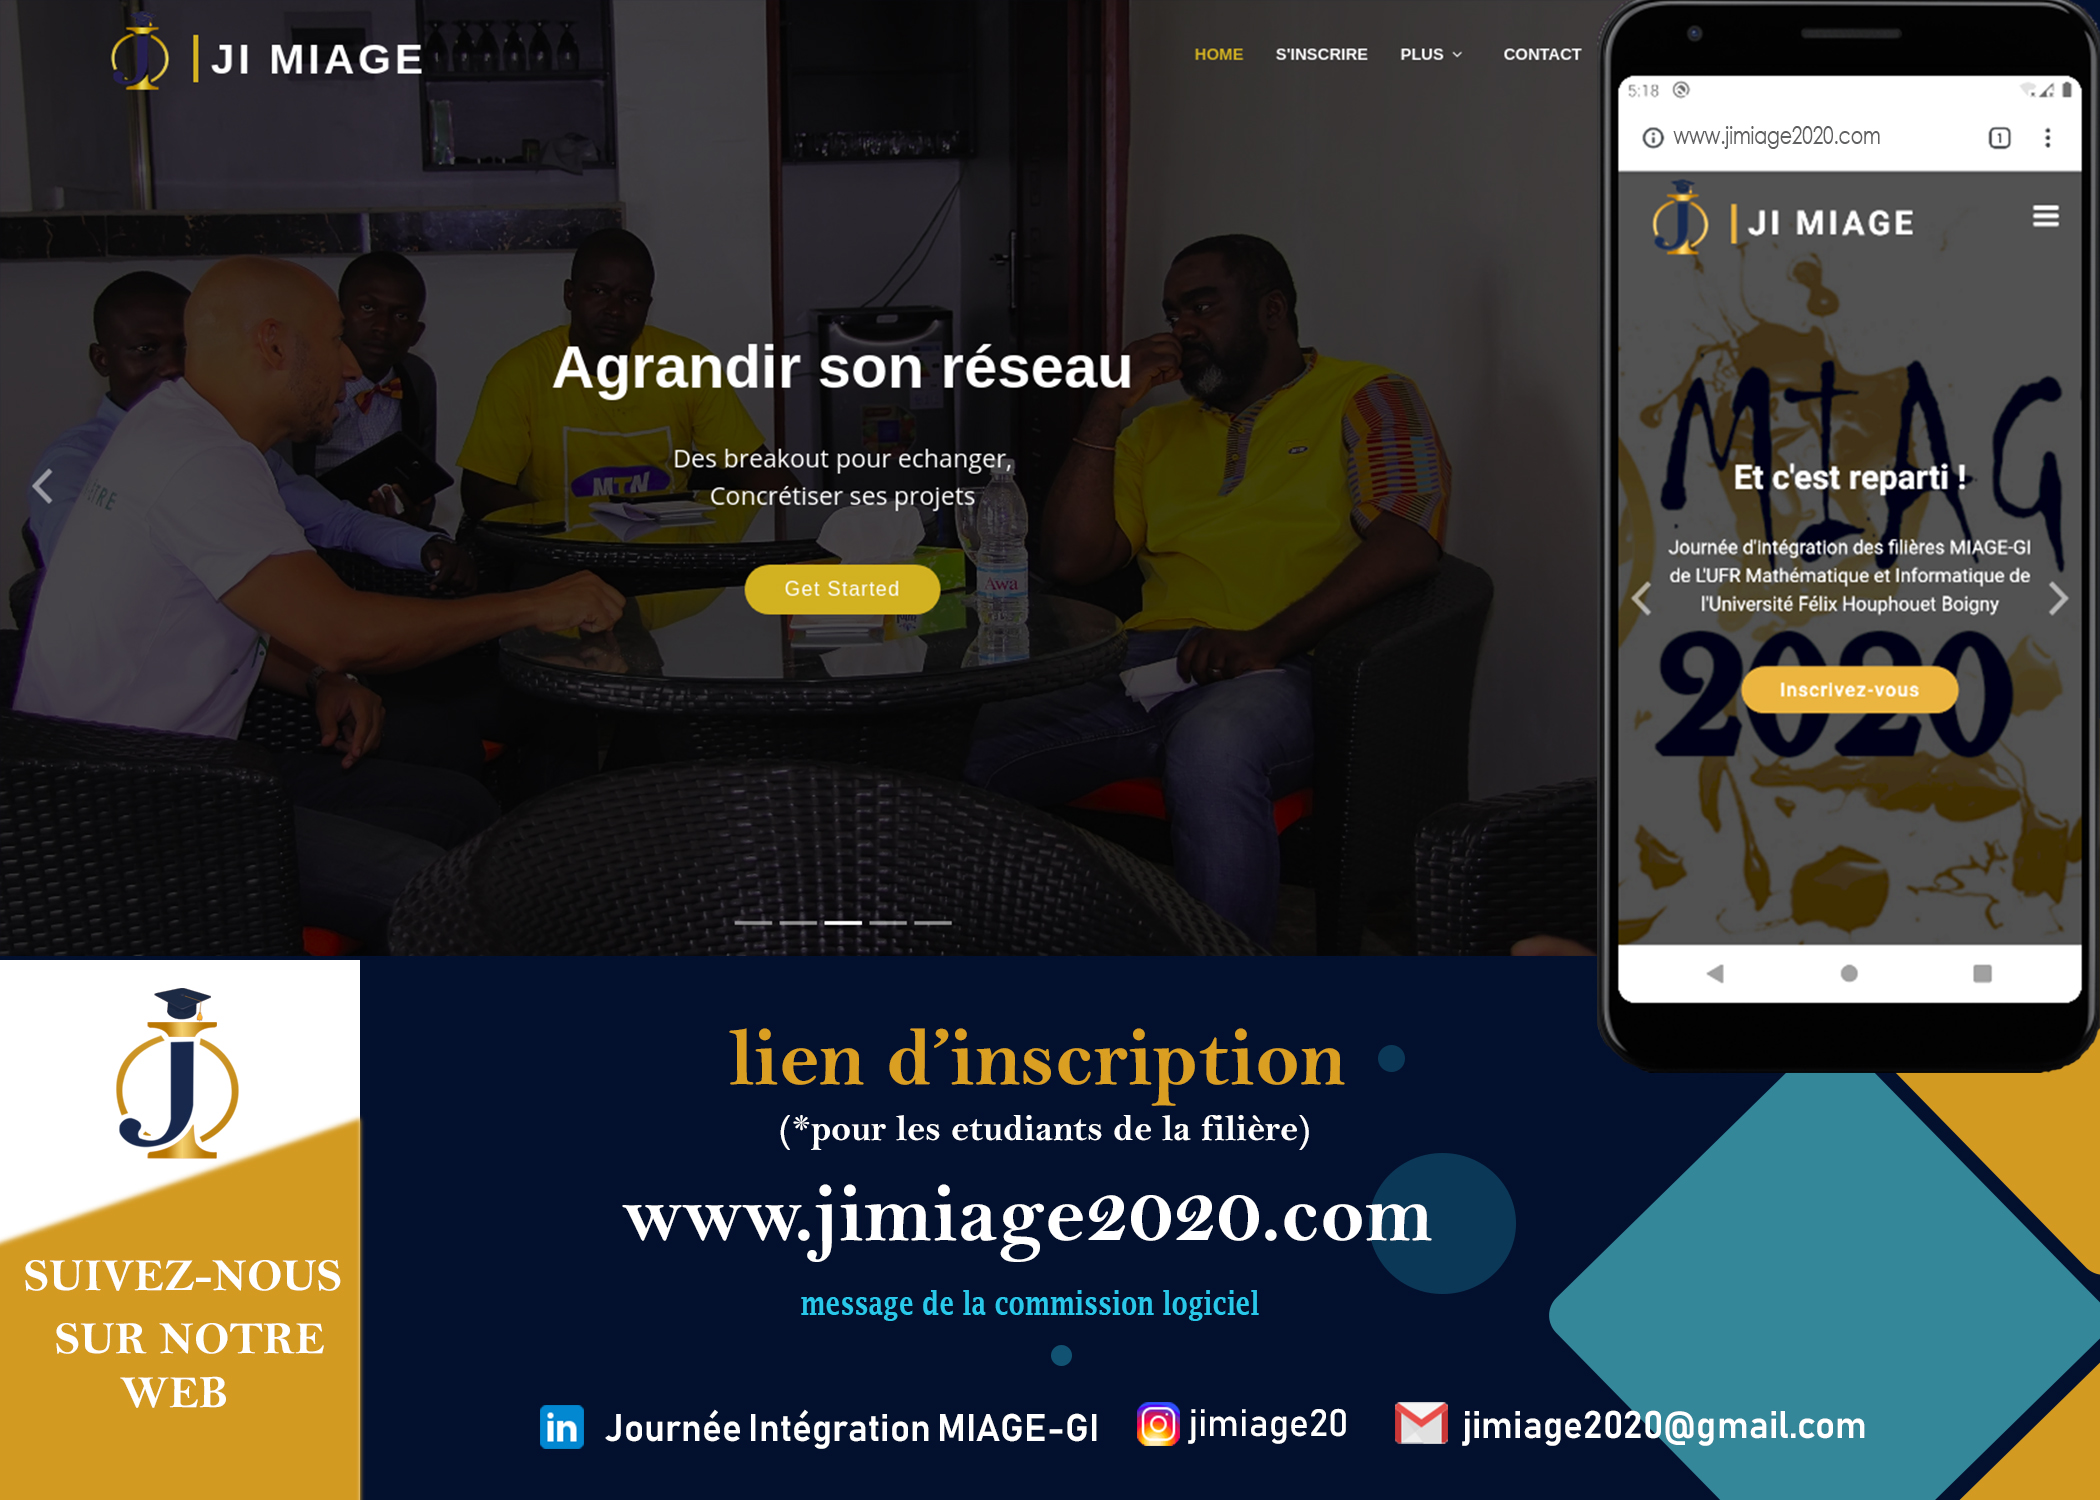 JI MIAGE
HOME S'INSCRIRE PLUS CONTACT
Agrandir son réseau
Des breakout pour echanger,
Concrétiser ses projets
Get Started
MTN
Awa
5:18
www.jimiage2020.com
1
JI MIAGE
MIAG
Et c'est reparti !
Journée d'intégration des filières MIAGE-GI
de L'UFR Mathématique et Informatique de
l'Université Félix Houphouet Boigny
2020
Inscrivez-vous
J
SUIVEZ-NOUS
SUR NOTRE
WEB
lien d'inscription
(*pour les etudiants de la filière)
www.jimiage2020.com
message de la commission logiciel
in Journée Intégration MIAGE-GI
jimiage20
jimiage2020@gmail.com